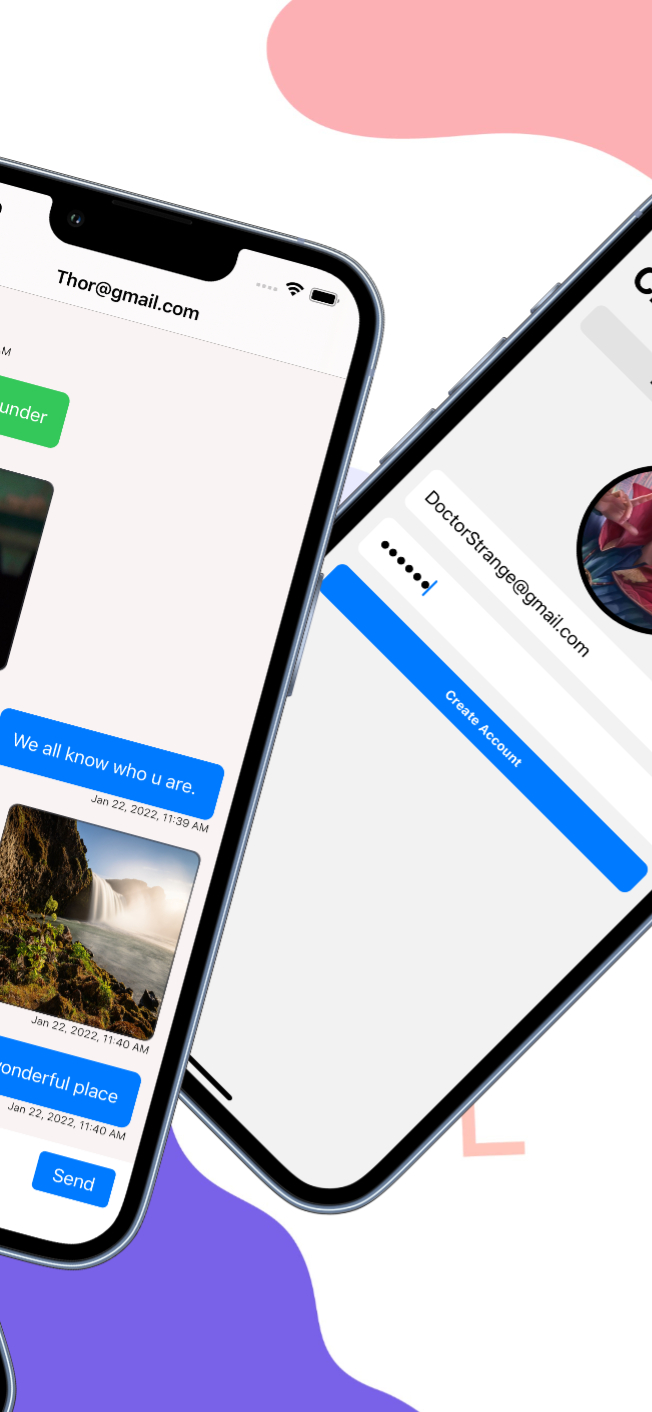 Thor@gmail.com
AM
under
We all know who u are.
Jan 22, 2022, 11:39 AM
Jan 22, 2022, 11:40 AM
onderful place
Jan 22, 2022, 11:40 AM
Send
DoctorStrange@gmail.com
Create Account